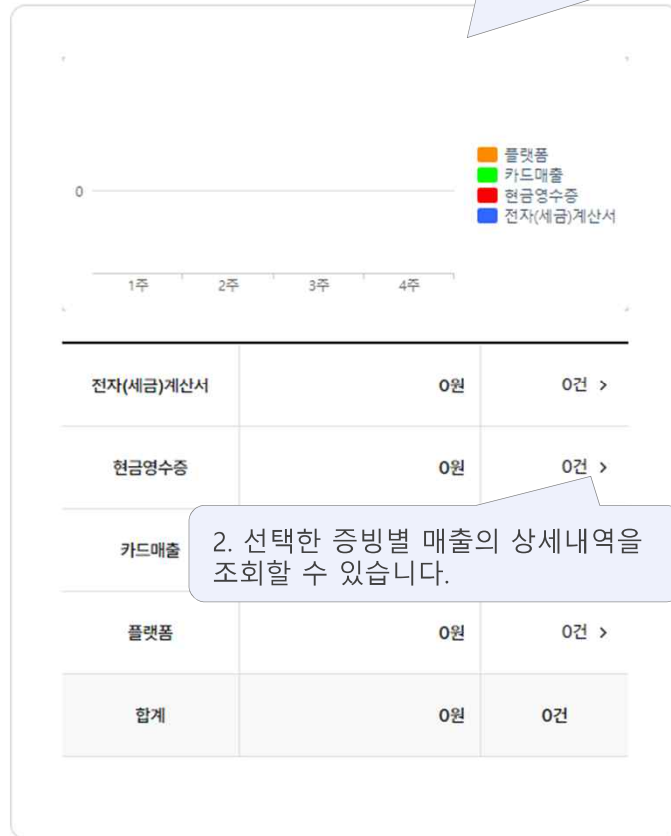 플랫폼
카드매출
현금영수증
전자(세금)계산서
0
1주 2주 3주 4주
전자(세금)계산서 0원 0건 >
현금영수증 0원 0건 >
카드매출
2. 선택한 증빙별 매출의 상세내역을
조회할 수 있습니다.
플랫폼 0원 0건 >
합계 0원 0건